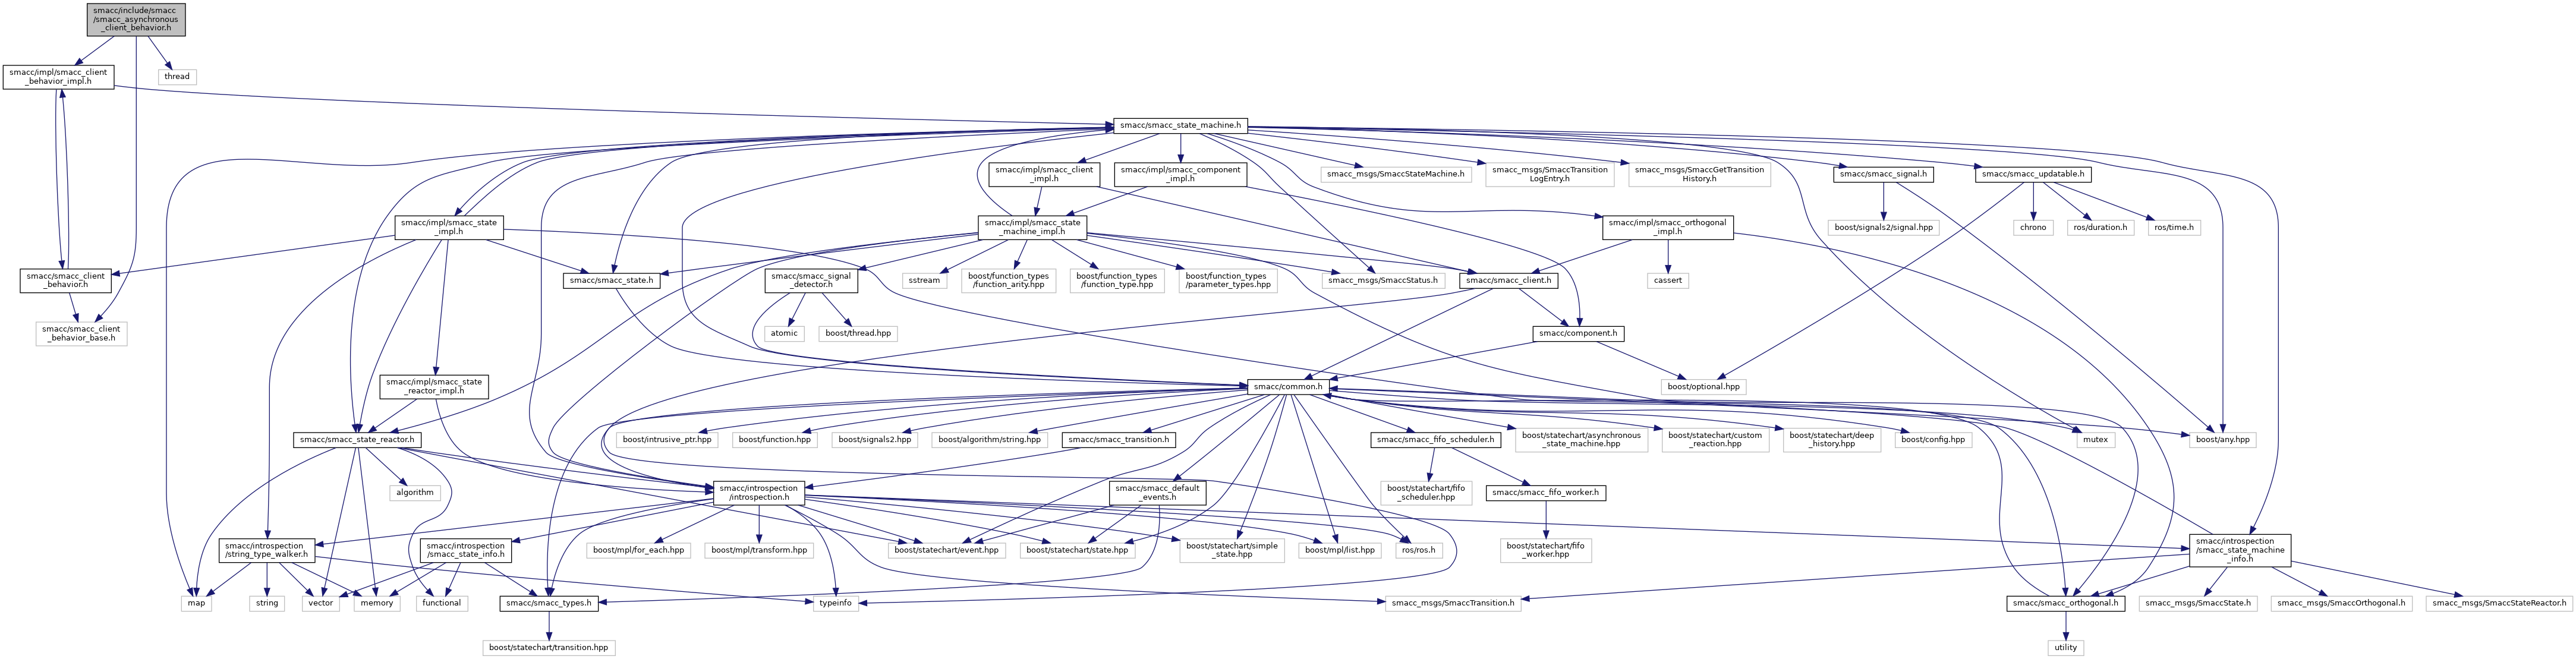 smacc/include/smacc
/smacc_asynchronous
_client_behavior.h
smacc/impl/smacc_client
_behavior_impl.h
thread
smacc/smacc_state_machine.h
smacc/impl/smacc_client
_impl.h
smacc/impl/smacc_component
_impl.h
smacc_msgs/SmaccStateMachine.h
smacc_msgs/SmaccTransition
LogEntry.h
smacc_msgs/SmaccGetTransition
History.h
smacc/smacc_signal.h
smacc/smacc_updatable.h
smacc/impl/smacc_state
_impl.h
smacc/impl/smacc_state
_machine_impl.h
smacc/impl/smacc_orthogonal
_impl.h
boost/signals2/signal.hpp
chrono
ros/duration.h
ros/time.h
smacc/smacc_client
_behavior.h
smacc/smacc_state.h
smacc/smacc_signal
_detector.h
sstream
boost/function_types
/function_arity.hpp
boost/function_types
/function_type.hpp
boost/function_types
/parameter_types.hpp
smacc_msgs/SmaccStatus.h
smacc/smacc_client.h
cassert
smacc/smacc_client
_behavior_base.h
atomic
boost/thread.hpp
smacc/component.h
smacc/impl/smacc_state
_reactor_impl.h
smacc/common.h
boost/optional.hpp
smacc/smacc_state_reactor.h
boost/intrusive_ptr.hpp
boost/function.hpp
boost/signals2.hpp
boost/algorithm/string.hpp
smacc/smacc_transition.h
smacc/smacc_fifo_scheduler.h
boost/statechart/asynchronous
_state_machine.hpp
boost/statechart/custom
_reaction.hpp
boost/statechart/deep
_history.hpp
boost/config.hpp
mutex
boost/any.hpp
algorithm
smacc/introspection
/introspection.h
smacc/smacc_default
_events.h
boost/statechart/fifo
_scheduler.hpp
smacc/smacc_fifo_worker.h
smacc/introspection
/string_type_walker.h
smacc/introspection
/smacc_state_info.h
boost/mpl/for_each.hpp
boost/mpl/transform.hpp
boost/statechart/event.hpp
boost/statechart/state.hpp
boost/statechart/simple
_state.hpp
boost/mpl/list.hpp
ros/ros.h
boost/statechart/fifo
_worker.hpp
smacc/introspection
/smacc_state_machine
_info.h
map
string
vector
memory
functional
smacc/smacc_types.h
typeinfo
smacc_msgs/SmaccTransition.h
smacc/smacc_orthogonal.h
smacc_msgs/SmaccState.h
smacc_msgs/SmaccOrthogonal.h
smacc_msgs/SmaccStateReactor.h
boost/statechart/transition.hpp
utility